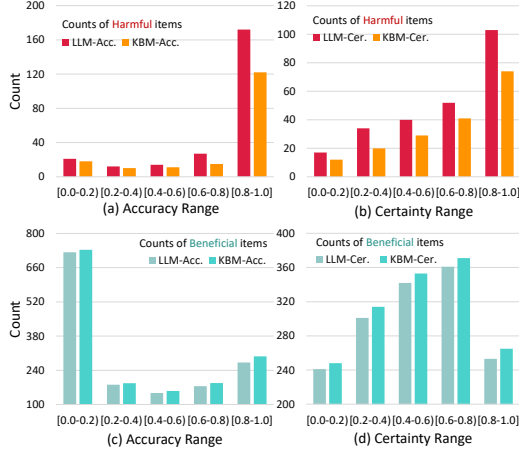 Counts of Harmful items
LLM-Acc. KBM-Acc.
Count
200
160
120
80
40
0
[0.0-0.2) [0.2-0.4) [0.4-0.6) [0.6-0.8) [0.8-1.0]
(a) Accuracy Range
Counts of Harmful items
LLM-Cer. KBM-Cer.
120
100
80
60
40
20
0
[0.0-0.2) [0.2-0.4) [0.4-0.6) [0.6-0.8) [0.8-1.0]
(b) Certainty Range
Counts of Beneficial items
LLM-Acc. KBM-Acc.
Count
800
660
520
380
240
100
[0.0-0.2) [0.2-0.4) [0.4-0.6) [0.6-0.8) [0.8-1.0]
(c) Accuracy Range
Counts of Beneficial items
LLM-Cer. KBM-Cer.
400
360
320
280
240
200
[0.0-0.2) [0.2-0.4) [0.4-0.6) [0.6-0.8) [0.8-1.0]
(d) Certainty Range